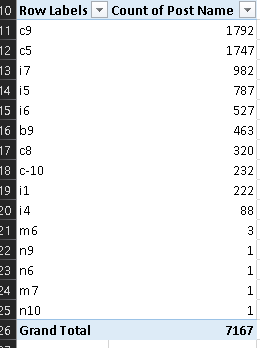 10 Row Labels Count of Post Name
11 c9 1792
12 c5 1747
13 i7 982
14 i5 787
15 i6 527
16 b9 463
17 c8 320
18 c-10 232
19 i1 222
20 i4 88
21 m6 3
22 n9 1
23 n6 1
24 m7 1
25 n10 1
26 Grand Total 7167